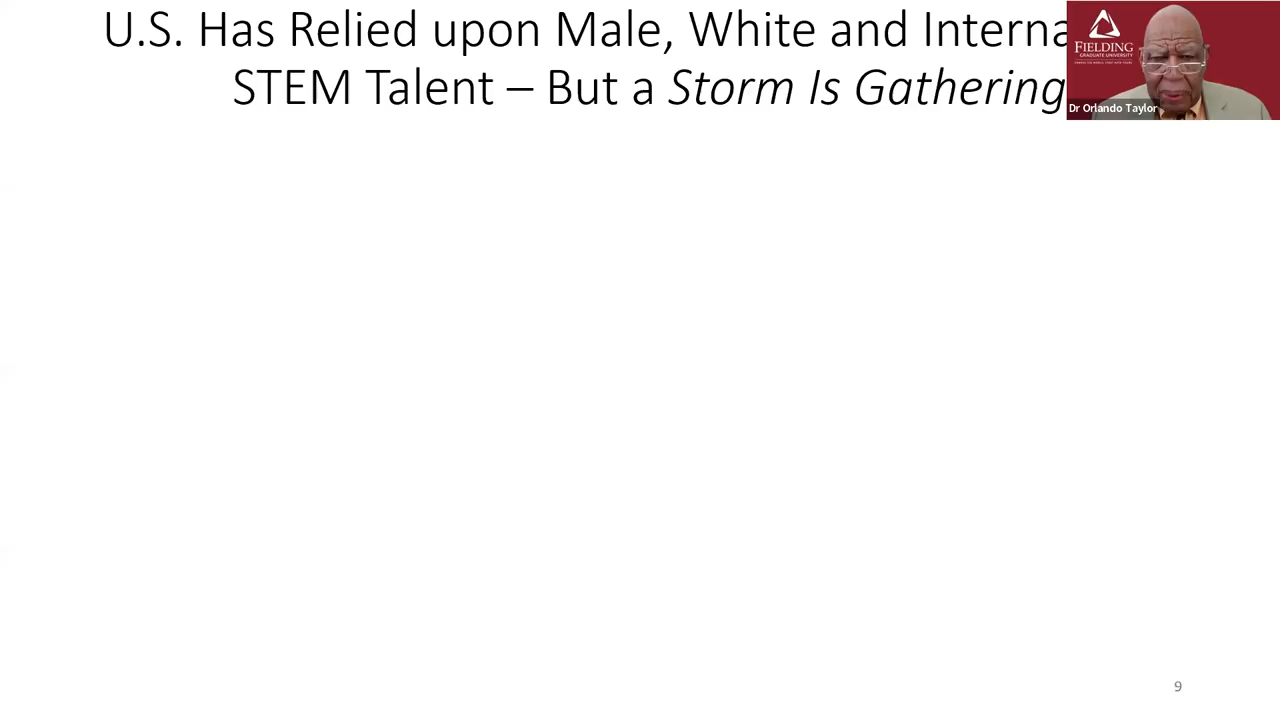 U.S. Has Relied upon Male, White and Interna
STEM Talent – But a Storm Is Gathering
FIELDING
GRADUATE UNIVERSITY
Dr Orlando Taylor
9